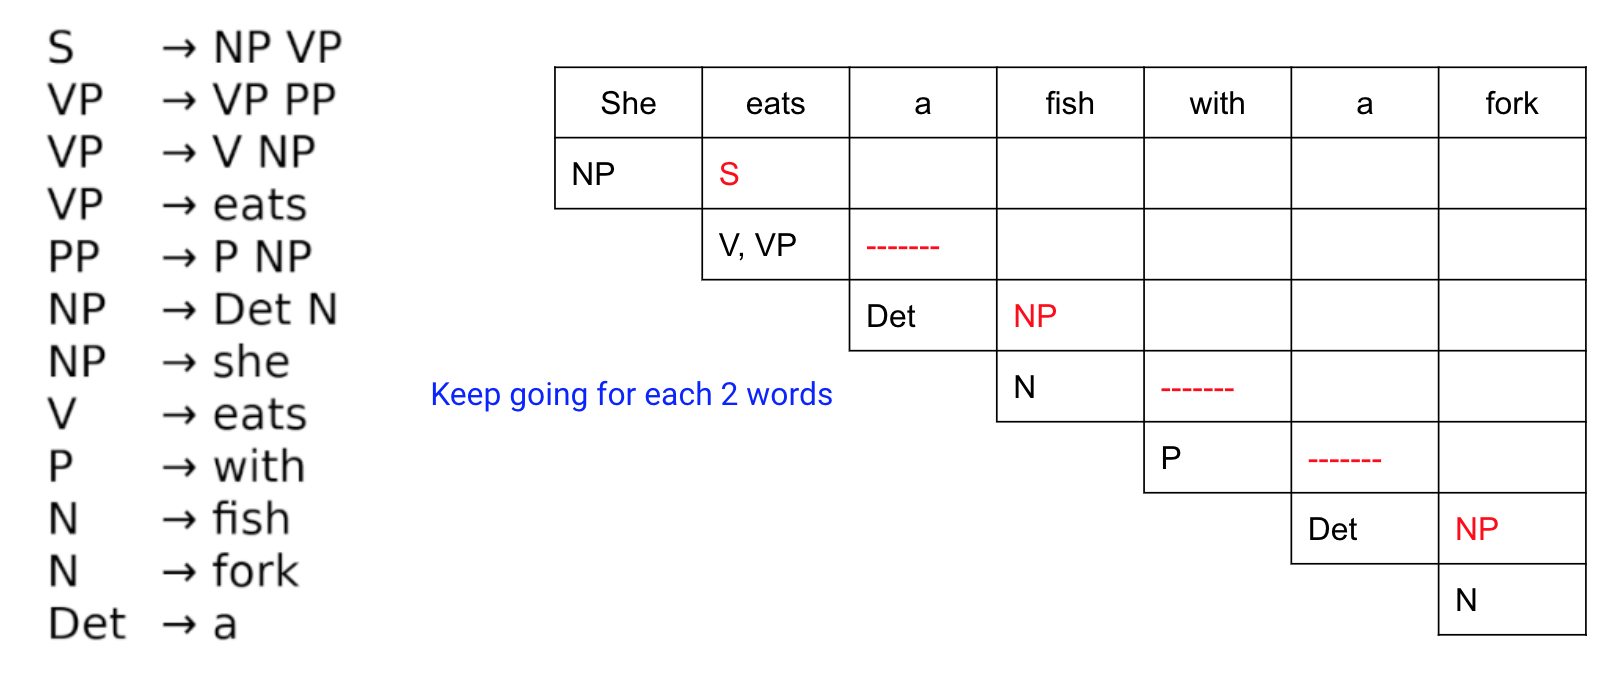 S → NP VP
VP → VP PP
VP → V NP
VP → eats
PP → P NP
NP → Det N
NP → she
V → eats
P → with
N → fish
N → fork
Det → a
Keep going for each 2 words
She eats a fish with a fork
NP S
V, VP -------
Det NP
N -------
P -------
Det NP
N